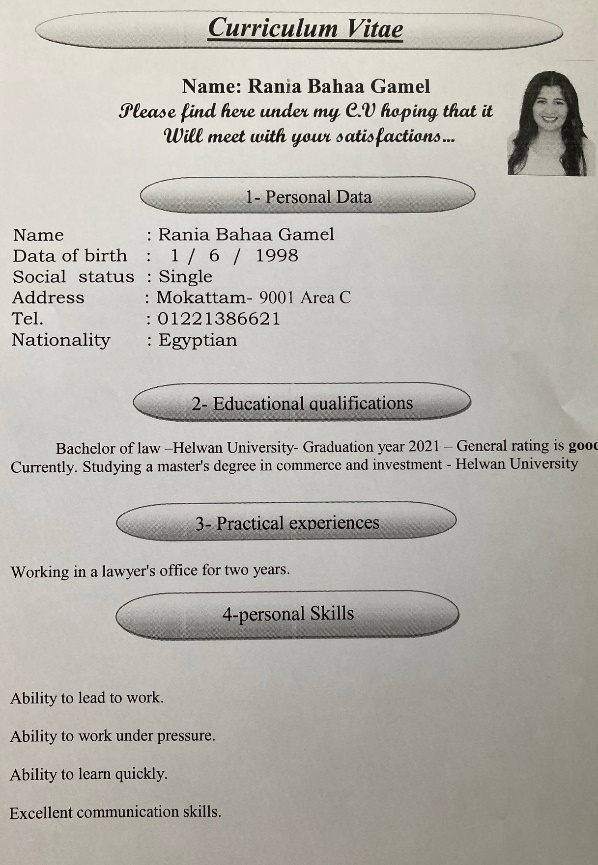 Curriculum Vitae
Name: Rania Bahaa Gamel
Please find here under my C.V hoping that it
Will meet with your satisfactions...
1- Personal Data
Name : Rania Bahaa Gamel
Data of birth : 1 / 6 / 1998
Social status : Single
Address : Mokattam- 9001 Area C
Tel. : 01221386621
Nationality : Egyptian
2- Educational qualifications
Bachelor of law –Helwan University- Graduation year 2021 – General rating is good
Currently. Studying a master's degree in commerce and investment - Helwan University
3- Practical experiences
Working in a lawyer's office for two years.
4-personal Skills
Ability to lead to work.
Ability to work under pressure.
Ability to learn quickly.
Excellent communication skills.